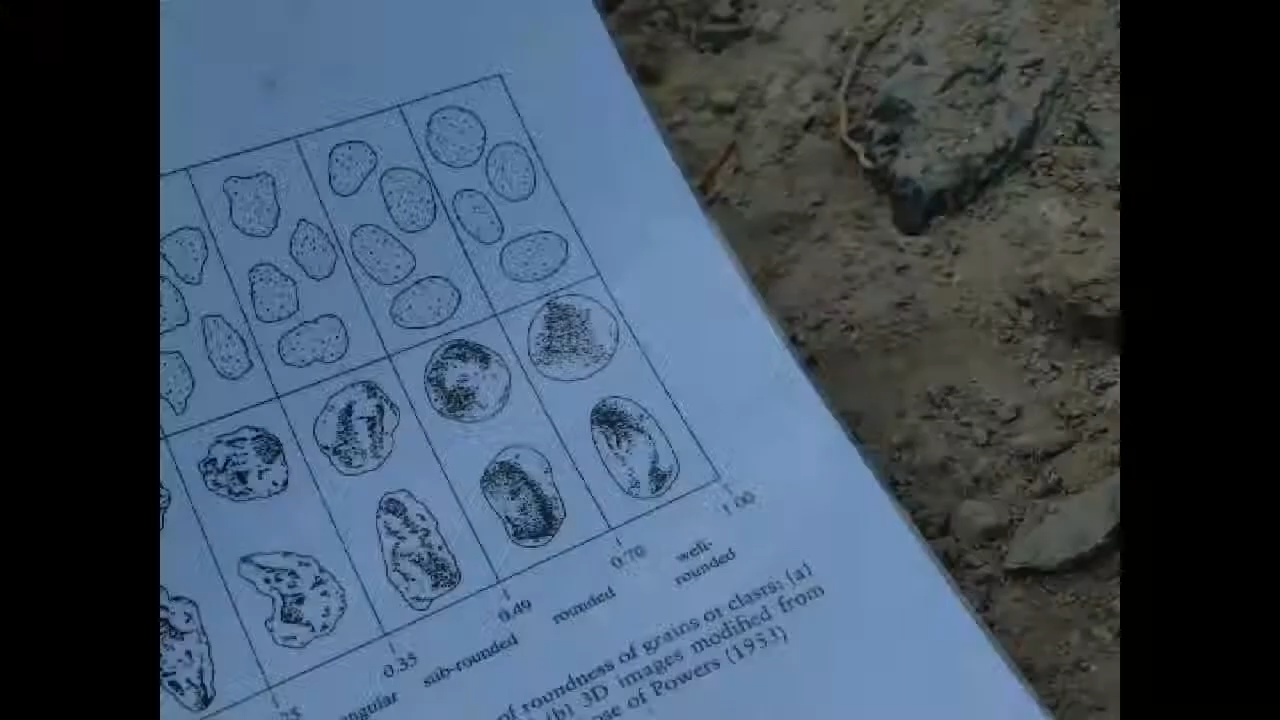 1.00
0.70
well-
rounded
0.49
rounded
0.35
sub-rounded
of roundness of grains or clasts: (a)
(b) 3D images modified from
of Powers (1953)